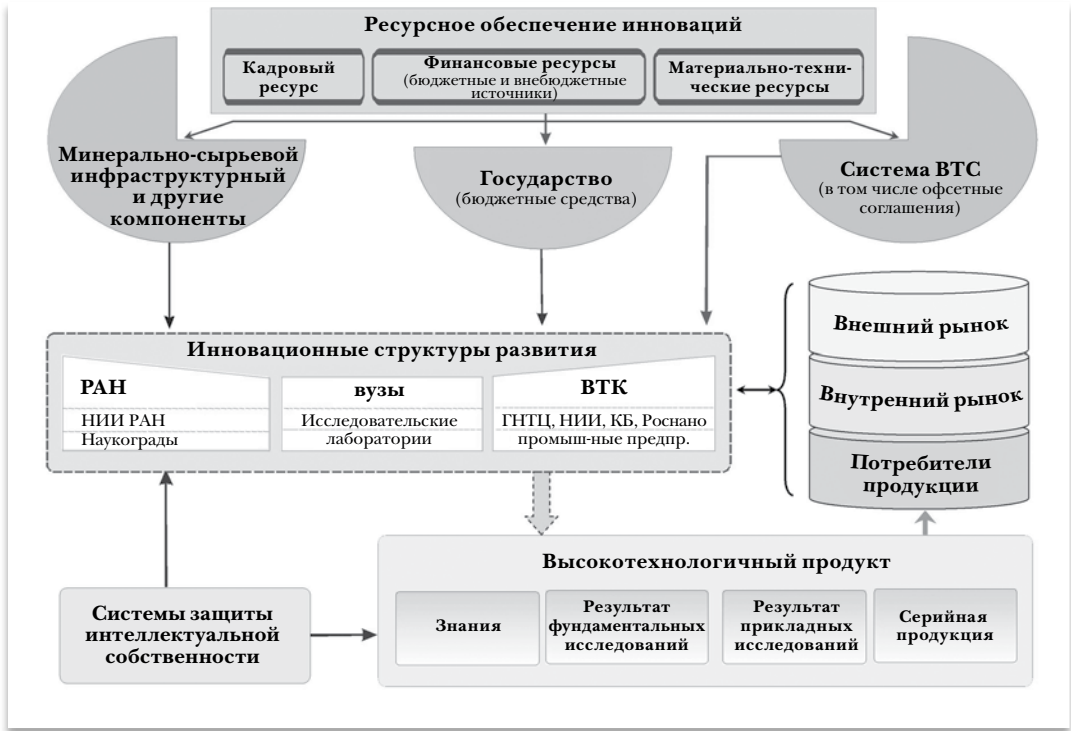 Ресурсное обеспечение инноваций
Кадровый
ресурс
Финансовые ресурсы
(бюджетные и внебюджетные
источники)
Материально-техни-
ческие ресурсы
Минерально-сырьевой
инфраструктурный
и другие
компоненты
Государство
(бюджетные средства)
Система ВТС
(в том числе офсетные
соглашения)
Инновационные структуры развития
РАН
НИИ РАН
Наукограды
вузы
Исследовательские
лаборатории
ВТК
ГНТЦ, НИИ, КБ, Роснано
промыш-ные предпр.
Внешний рынок
Внутренний рынок
Потребители
продукции
Высокотехнологичный продукт
Знания
Результат
фундаментальных
исследований
Результат
прикладных
исследований
Серийная
продукция
Системы защиты
интеллектуальной
собственности